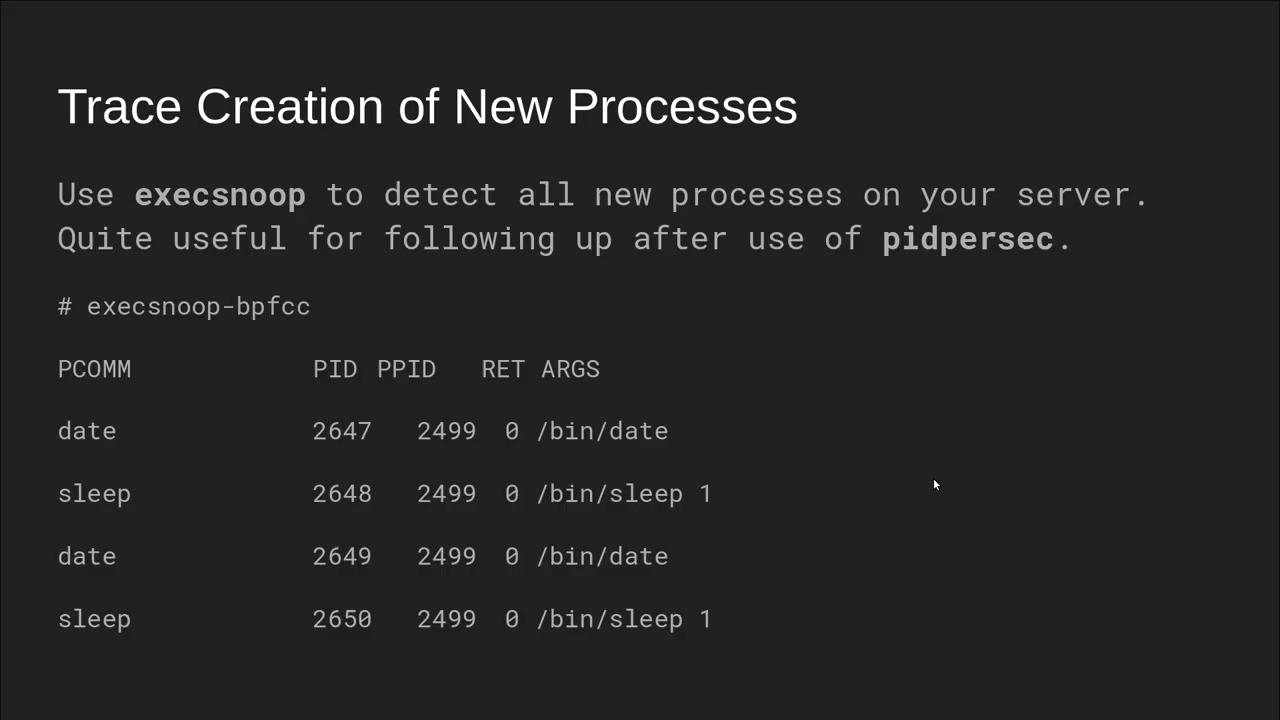 Trace Creation of New Processes
Use execsnoop to detect all new processes on your server.
Quite useful for following up after use of pidpersec.
# execsnoop-bpfcc
PCOMM PID PPID RET ARGS
date 2647 2499 0 /bin/date
sleep 2648 2499 0 /bin/sleep 1
date 2649 2499 0 /bin/date
sleep 2650 2499 0 /bin/sleep 1